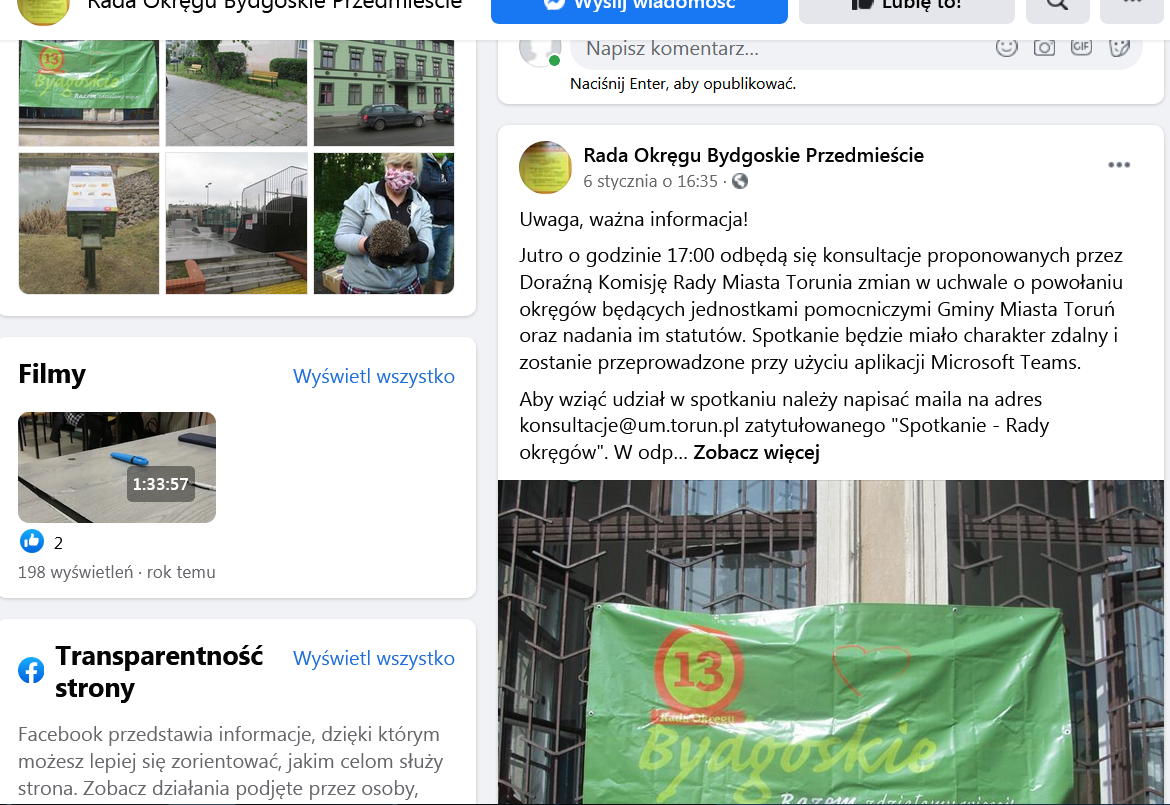 Rada Okręgu Bydgoskie Przedmieście
Wyślij wiadomość
Lubię to!
13
Bydgoskie
Filmy
Wyświetl wszystko
1:33:57
2
198 wyświetleń · rok temu
Transparentność
strony
Wyświetl wszystko
Facebook przedstawia informacje, dzięki którym
możesz lepiej się zorientować, jakim celom służy
strona. Zobacz działania podjęte przez osoby,
Napisz komentarz...
GIF
Naciśnij Enter, aby opublikować.
Rada Okręgu Bydgoskie Przedmieście
6 stycznia o 16:35 ·
Uwaga, ważna informacja!
Jutro o godzinie 17:00 odbędą się konsultacje proponowanych przez
Doraźną Komisję Rady Miasta Torunia zmian w uchwale o powołaniu
okręgów będących jednostkami pomocniczymi Gminy Miasta Toruń
oraz nadania im statutów. Spotkanie będzie miało charakter zdalny i
zostanie przeprowadzone przy użyciu aplikacji Microsoft Teams.
Aby wziąć udział w spotkaniu należy napisać maila na adres
konsultacje@um.torun.pl zatytułowanego "Spotkanie - Rady
okręgów". W odp... Zobacz więcej
13
Rada Okręgu
Bydgoskie
Razem zdziałamy więcej